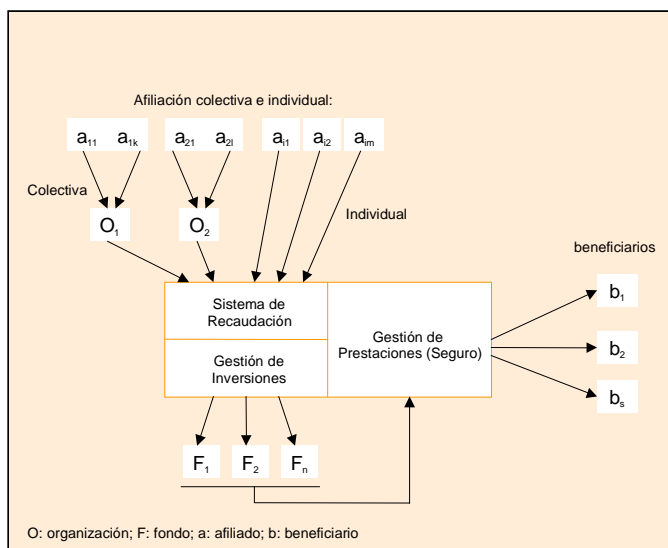 Afiliación colectiva e individual:
a11 a1k a21 a2l ai1 ai2 aim
Colectiva
Individual
O1 O2
beneficiarios
Sistema de
Recaudación
Gestión de
Inversiones
Gestión de
Prestaciones (Seguro)
b1
b2
bs
F1 F2 Fn
O: organización; F: fondo; a: afiliado; b: beneficiario